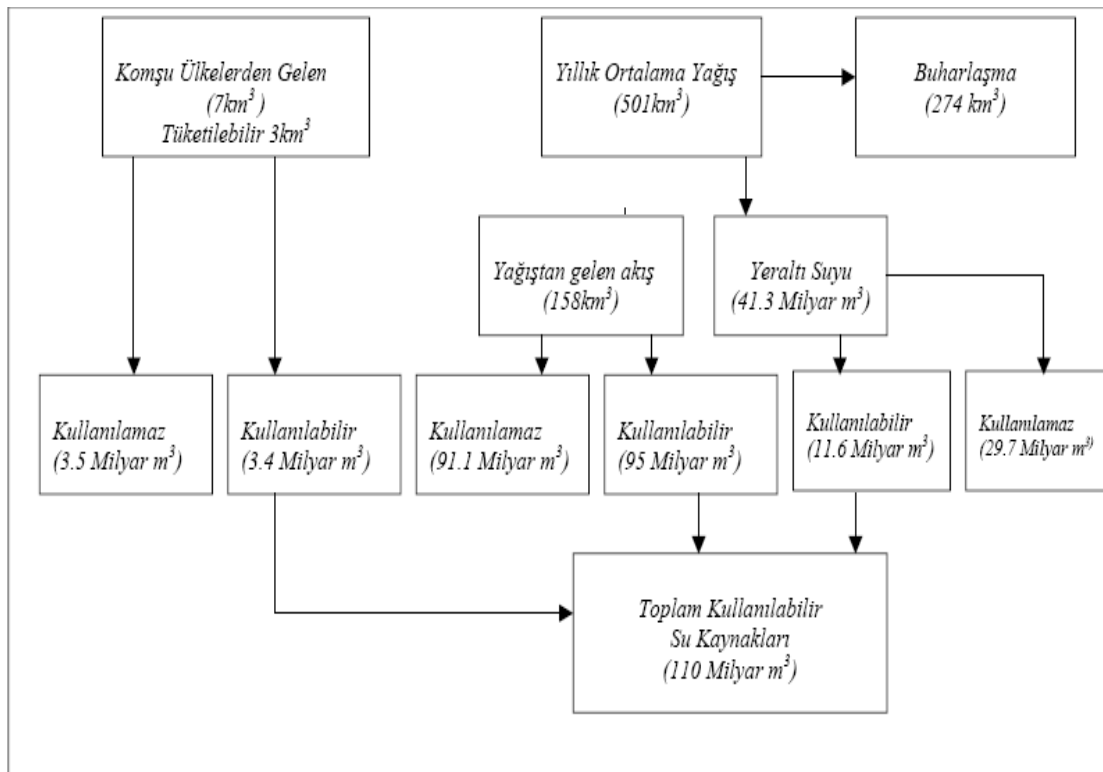 Komşu Ülkelerden Gelen
(7km³ )
Tüketilebilir 3km³
Yıllık Ortalama Yağış
(501km³)
Buharlaşma
(274 km³)
Yağıştan gelen akış
(158km³)
Yeraltı Suyu
(41.3 Milyar m³)
Kullanılamaz
(3.5 Milyar m³)
Kullanılabilir
(3.4 Milyar m³)
Kullanılamaz
(91.1 Milyar m³)
Kullanılabilir
(95 Milyar m³)
Kullanılabilir
(11.6 Milyar m³)
Kullanılamaz
(29.7 Milyar m³)
Toplam Kullanılabilir
Su Kaynakları
(110 Milyar m³)